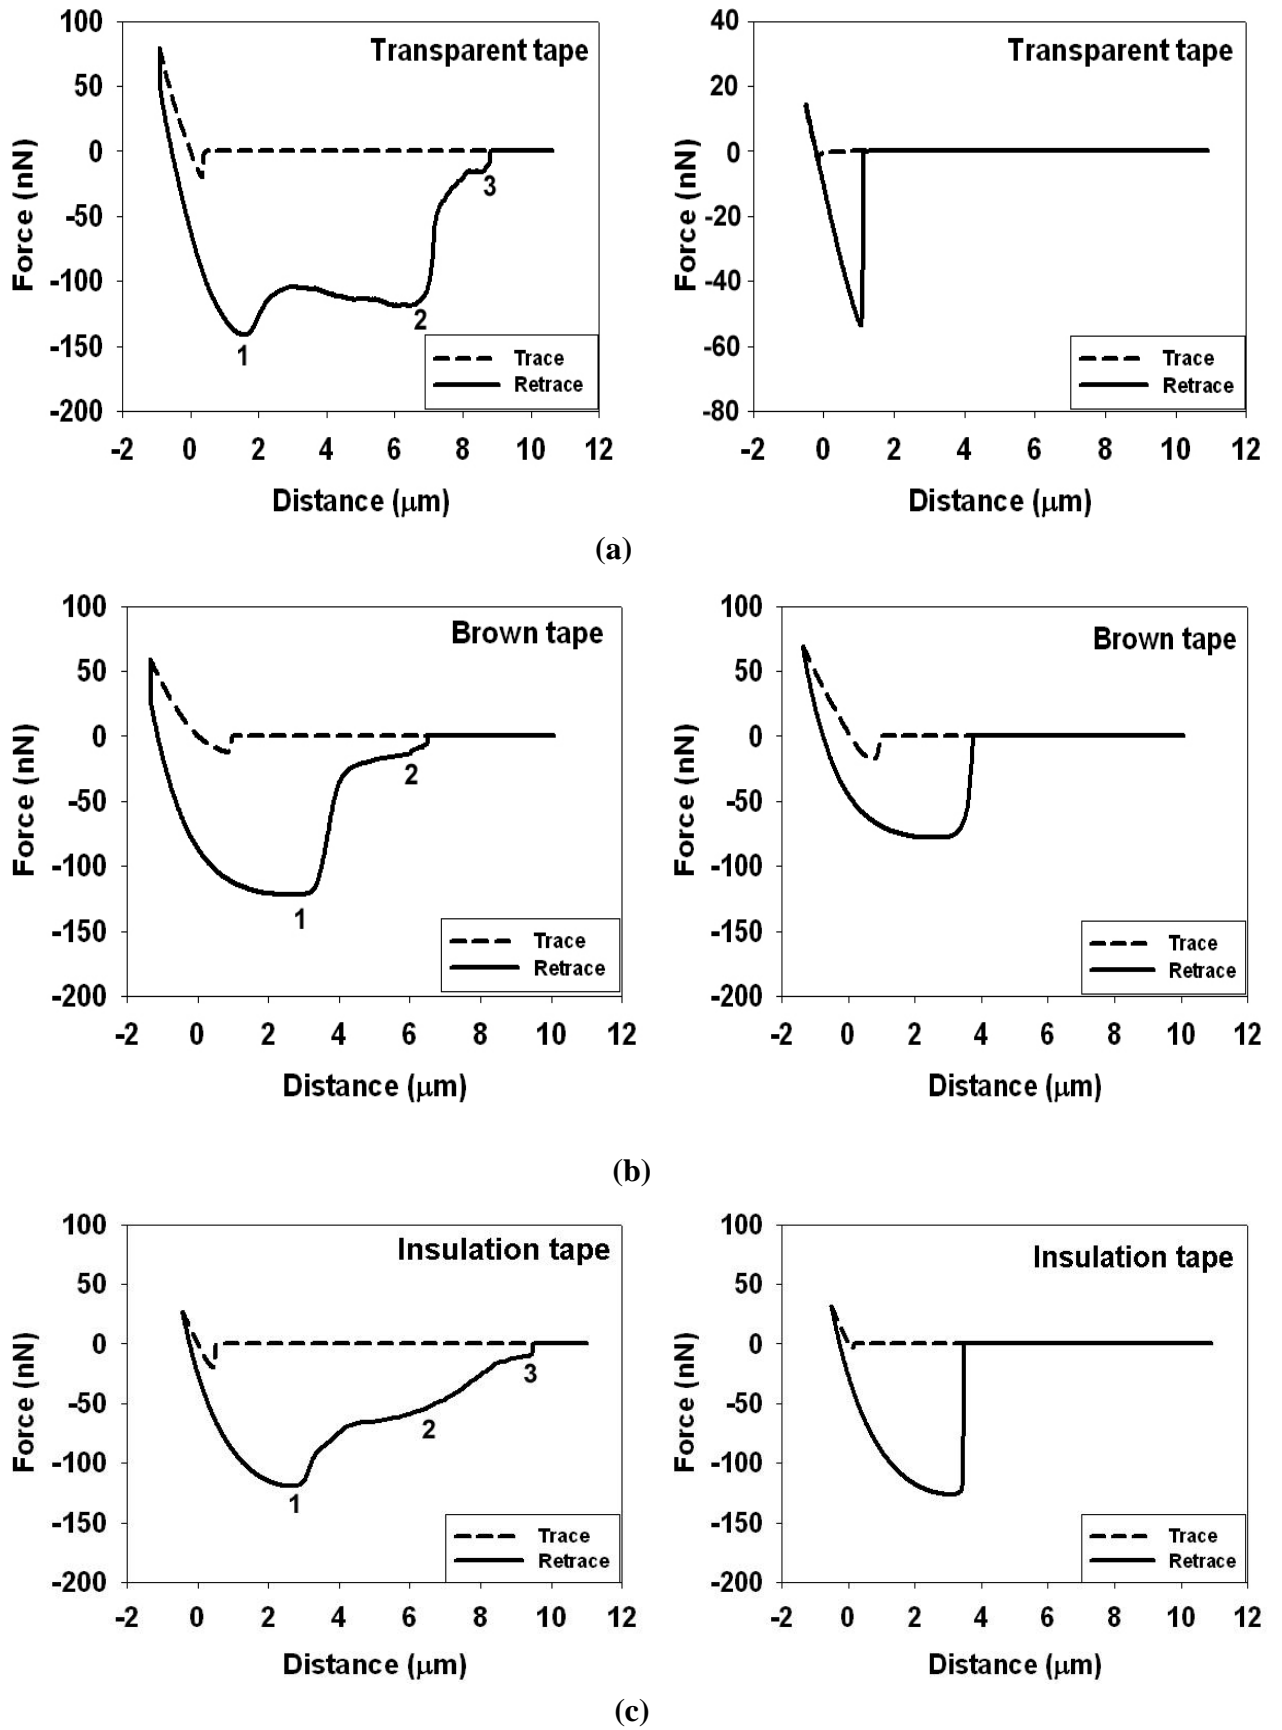 Transparent tape
100
50
0
-50
-100
-150
-200
Force (nN)
1
2
3
Trace
Retrace
-2 0 2 4 6 8 10 12
Distance (μm)
Transparent tape
40
20
0
-20
-40
-60
-80
Force (nN)
Trace
Retrace
-2 0 2 4 6 8 10 12
Distance (μm)
(a)
Brown tape
100
50
0
-50
-100
-150
-200
Force (nN)
1
2
Trace
Retrace
-2 0 2 4 6 8 10 12
Distance (μm)
Brown tape
100
50
0
-50
-100
-150
-200
Force (nN)
Trace
Retrace
-2 0 2 4 6 8 10 12
Distance (μm)
(b)
Insulation tape
100
50
0
-50
-100
-150
-200
Force (nN)
1
2
3
Trace
Retrace
-2 0 2 4 6 8 10 12
Distance (μm)
Insulation tape
100
50
0
-50
-100
-150
-200
Force (nN)
Trace
Retrace
-2 0 2 4 6 8 10 12
Distance (μm)
(c)